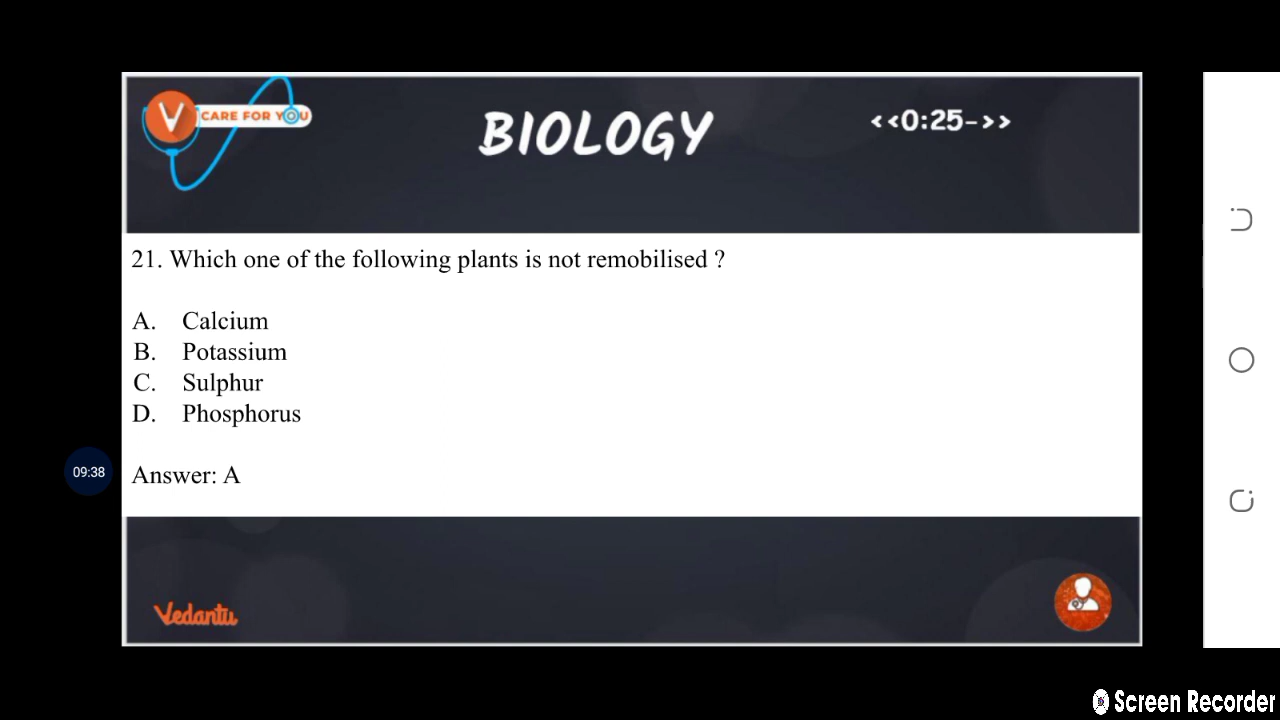 V CARE FOR YOU
BIOLOGY
<<0:25->>
21. Which one of the following plants is not remobilised ?
A. Calcium
B. Potassium
C. Sulphur
D. Phosphorus
09:38
Answer: A
Vedantu
Screen Recorder